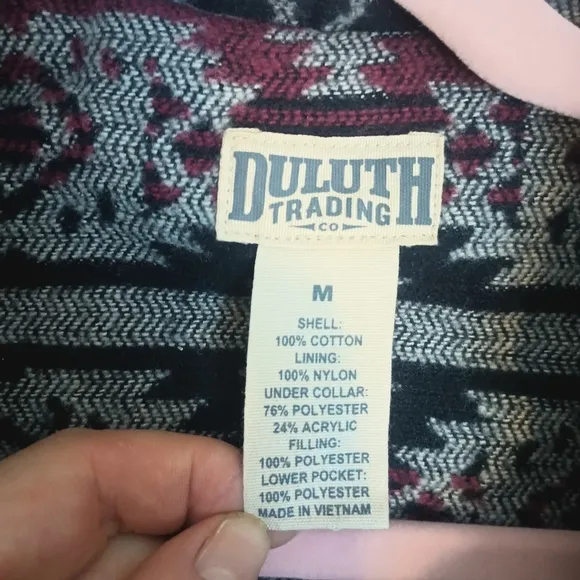 DULUTH
TRADING
CO
M
SHELL:
100% COTTON
LINING:
100% NYLON
UNDER COLLAR:
76% POLYESTER
24% ACRYLIC
FILLING:
100% POLYESTER
LOWER POCKET:
100% POLYESTER
MADE IN VIETNAM